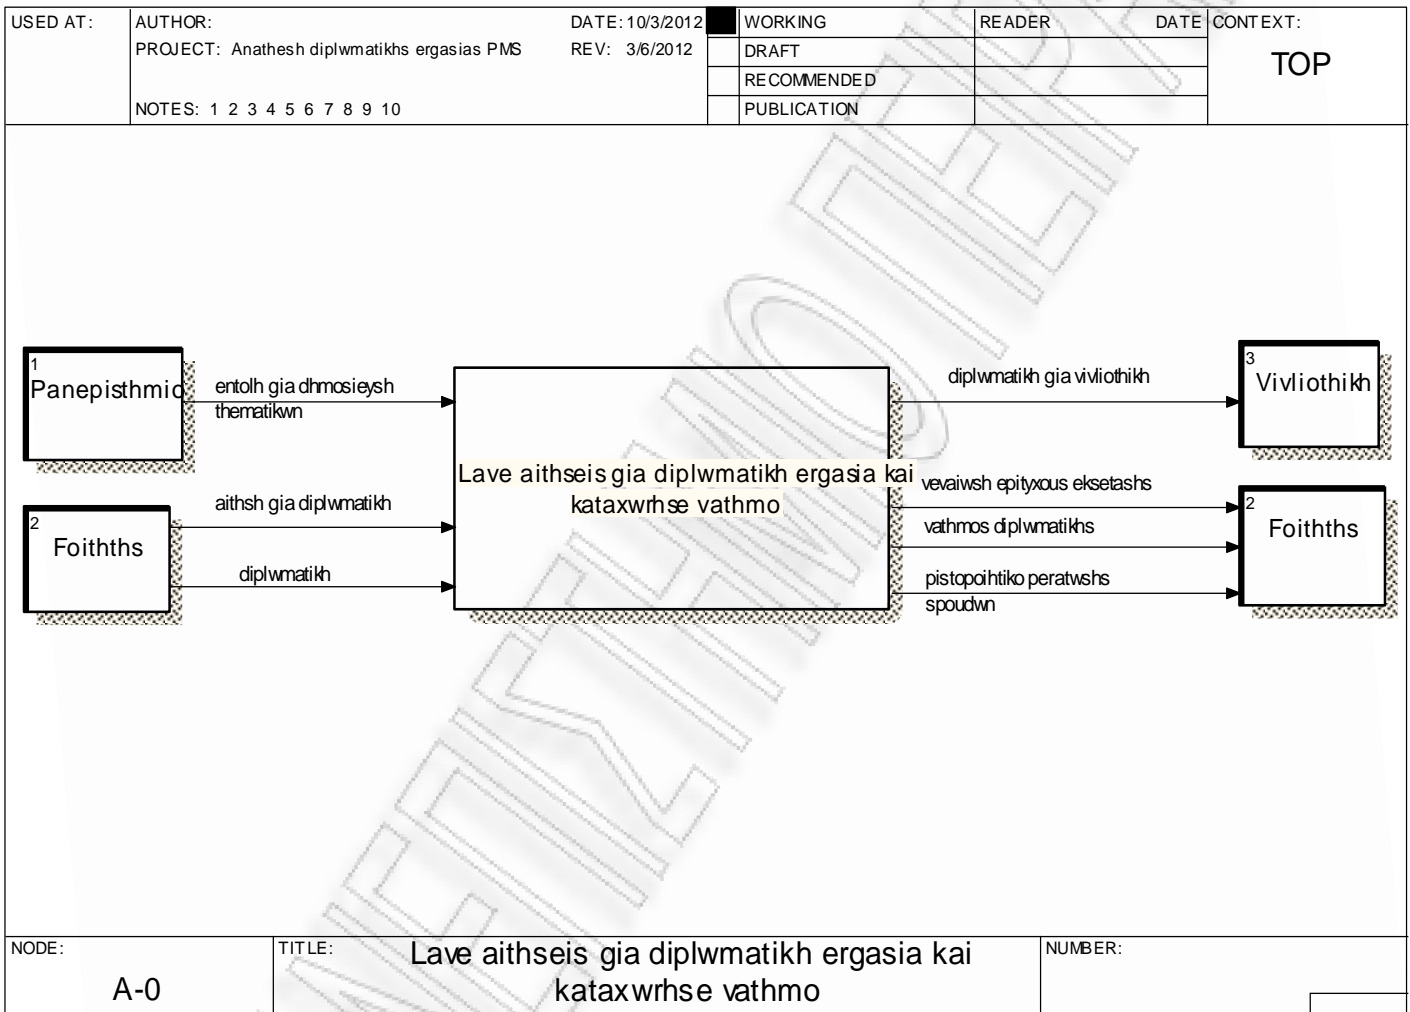 USED AT:
AUTHOR:
DATE: 10/3/2012
WORKING
READER
DATE
CONTEXT:
PROJECT: Anathesh diplwmatikhs ergasias PMS
REV: 3/6/2012
DRAFT
TOP
RECOMMENDED
NOTES: 1 2 3 4 5 6 7 8 9 10
PUBLICATION
1
Panepisthmio
entolh gia dhmosieysh
thematikwn
2
Foithths
aithsh gia diplwmatikh
diplwmatikh
Lave aithseis gia diplwmatikh ergasia kai
kataxwrhse vathmo
diplwmatikh gia vivliothikh
3
Vivliothikh
vevaiwsh epityxous eksetashs
vathmos diplwmatikhs
pistopoihtiko peratwshs
spoudwn
2
Foithths
NODE:
A-0
TITLE:
Lave aithseis gia diplwmatikh ergasia kai
kataxwrhse vathmo
NUMBER: